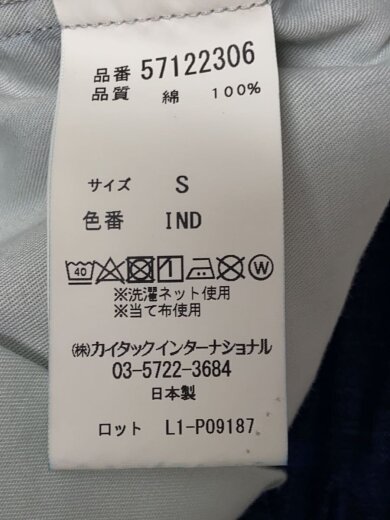 品番 57122306
品質 綿 100%
サイズ S
色番 IND
40 W
※洗濯ネット使用
※当て布使用
㈱カイタックインターナショナル
03-5722-3684
日本製
ロット L1-P09187